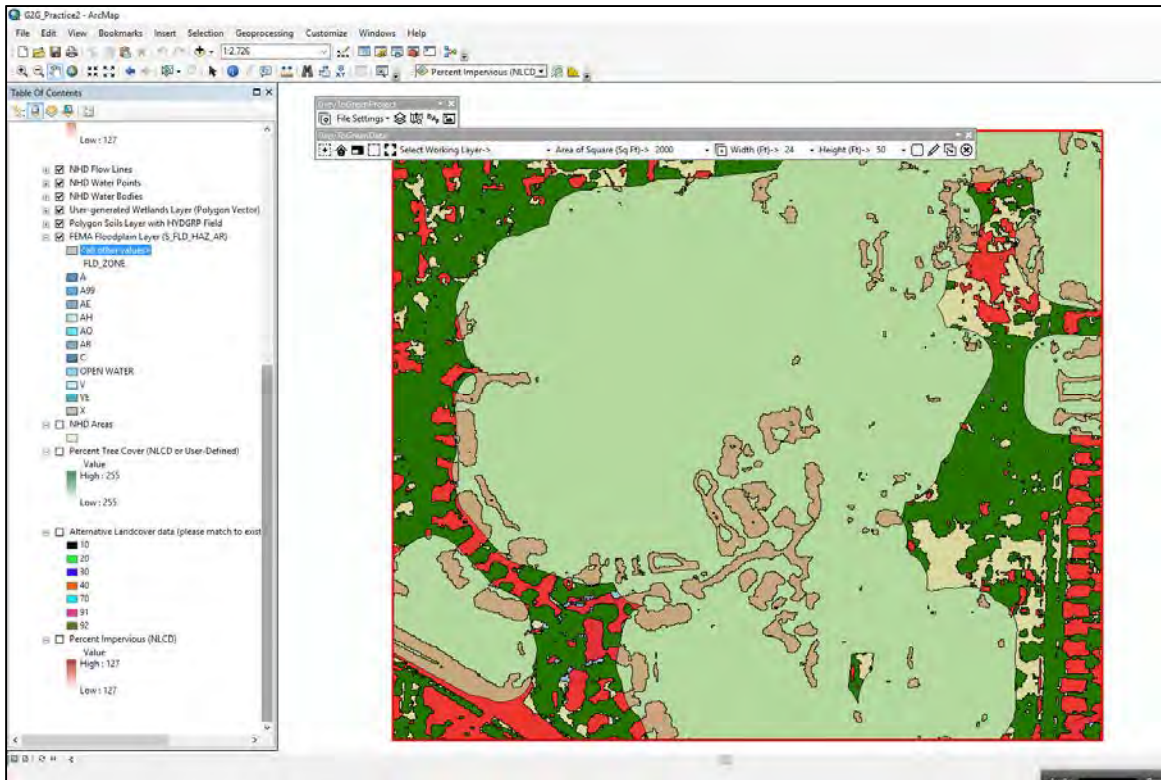 G2G_Practice2 - ArcMap
File Edit View Bookmarks Insert Selection Geoprocessing Customize Windows Help
1:2,726
Percent Impervious (NLCD
Table Of Contents
Low : 127
NHD Flow Lines
NHD Water Points
NHD Water Bodies
User-generated Wetlands Layer (Polygon Vector)
Polygon Soils Layer with HYDGRP Field
FEMA Floodplain Layer (S_FLD_HAZ_AR)
<all other values>
FLD_ZONE
A
A99
AE
AH
AO
AR
C
OPEN WATER
V
VE
X
NHD Areas
Percent Tree Cover (NLCD or User-Defined)
Value
High : 255
Low : 255
Alternative Landcover data (please match to exist
10
20
30
40
70
91
92
Percent Impervious (NLCD)
Value
High : 127
Low : 127
GreyToGreenProject
File Settings
GreyToGreenData
Select Working Layer-> Area of Square (Sq Ft)-> 2000 Width (Ft)-> 24 Height (Ft)-> 50